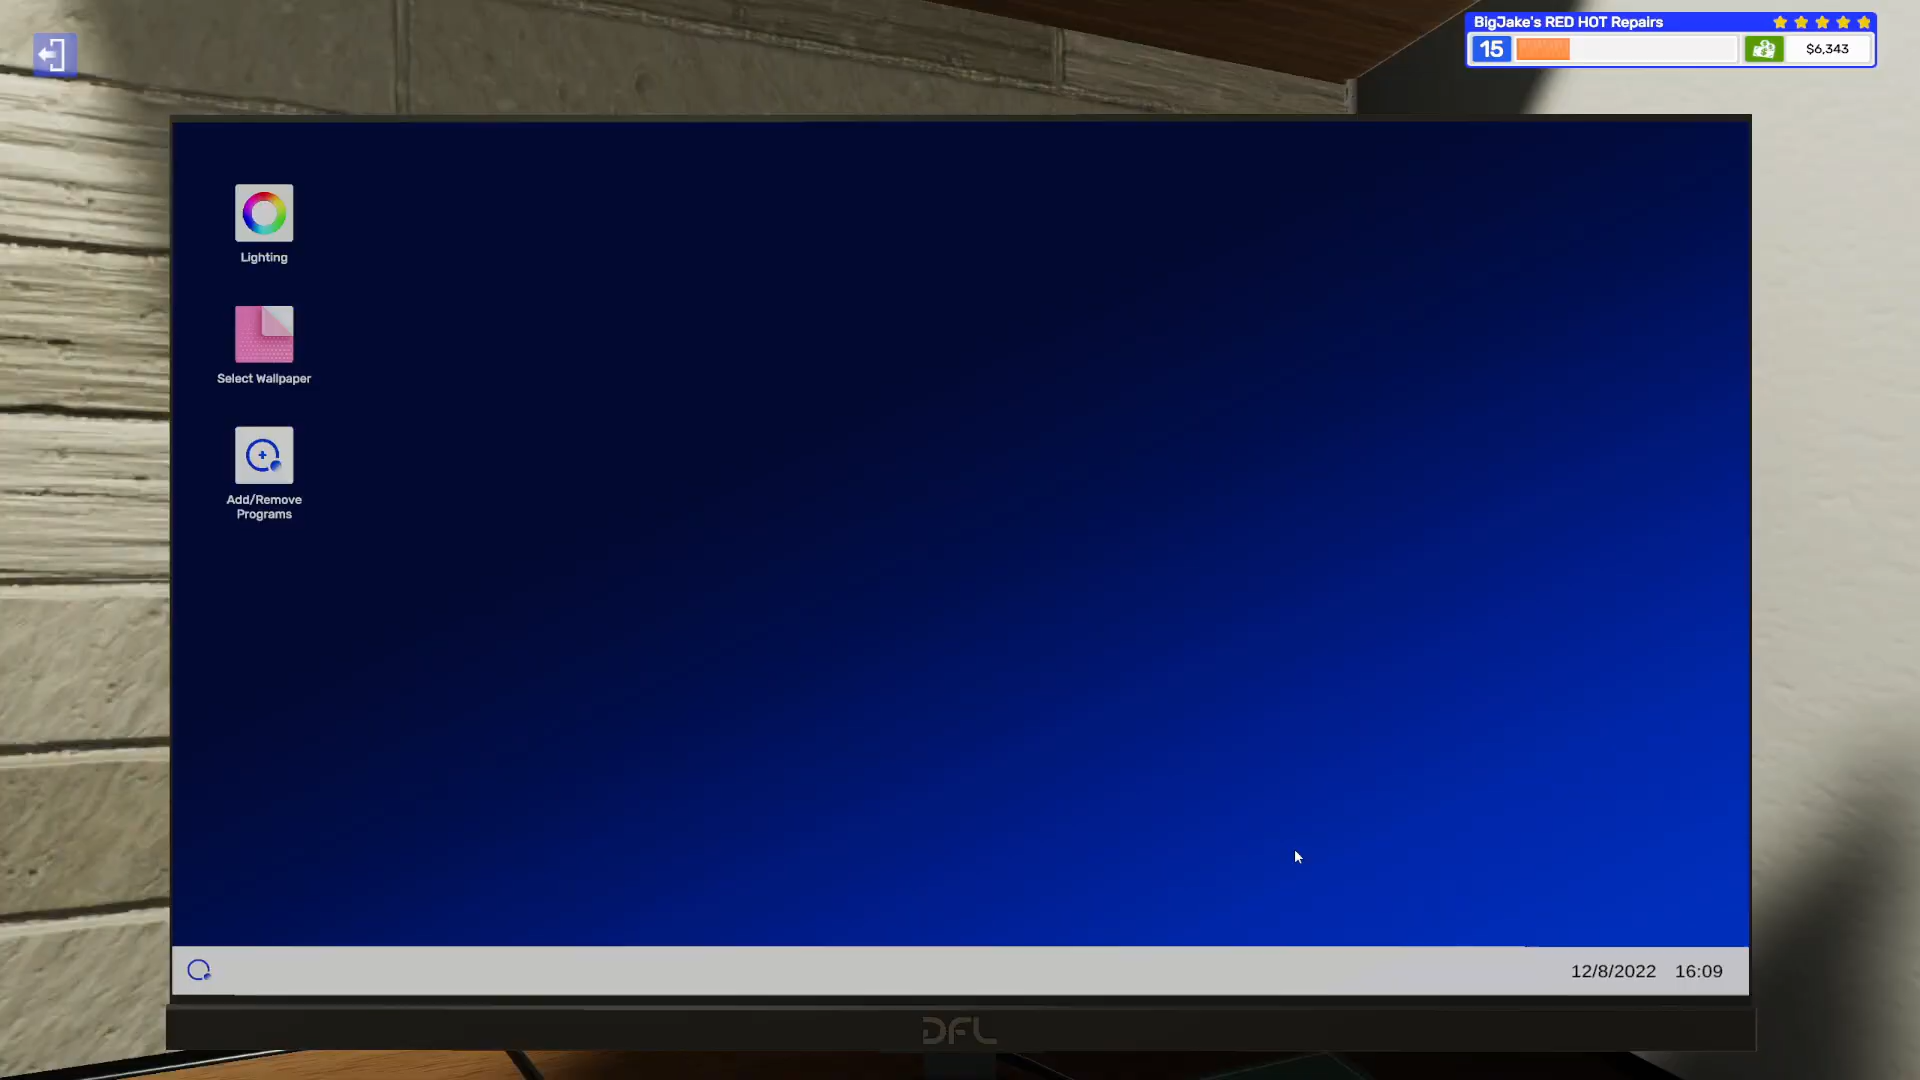 BigJake's RED HOT Repairs
15
$6,343
Lighting
Select Wallpaper
Add/Remove
Programs
12/8/2022 16:09
DFL